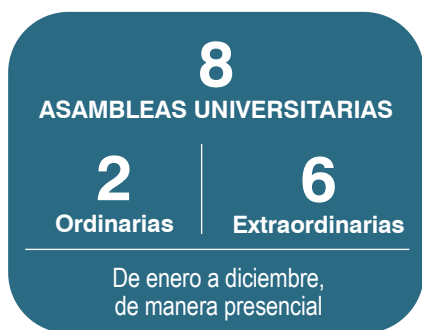 8
ASAMBLEAS UNIVERSITARIAS
2
Ordinarias
6
Extraordinarias
De enero a diciembre,
de manera presencial